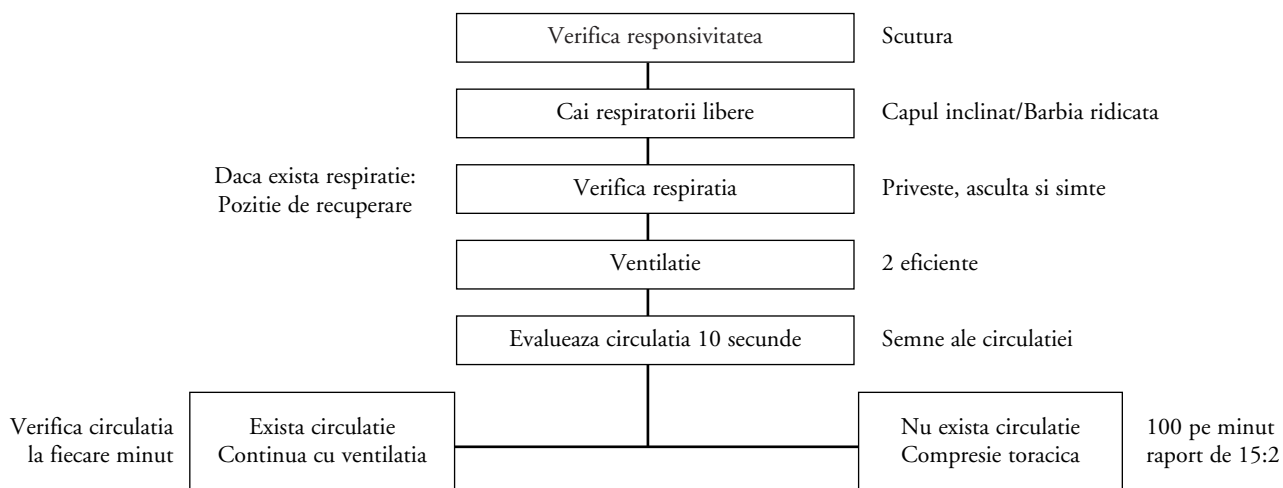 Verifica responsivitatea
Scutura
Cai respiratorii libere
Capul inclinat/Barbia ridicata
Daca exista respiratie:
Pozitie de recuperare
Verifica respiratia
Priveste, asculta si simte
Ventilatie
2 eficiente
Evalueaza circulatia 10 secunde
Semne ale circulatiei
Verifica circulatia
la fiecare minut
Exista circulatie
Continua cu ventilatia
Nu exista circulatie
Compresie toracica
100 pe minut
raport de 15:2